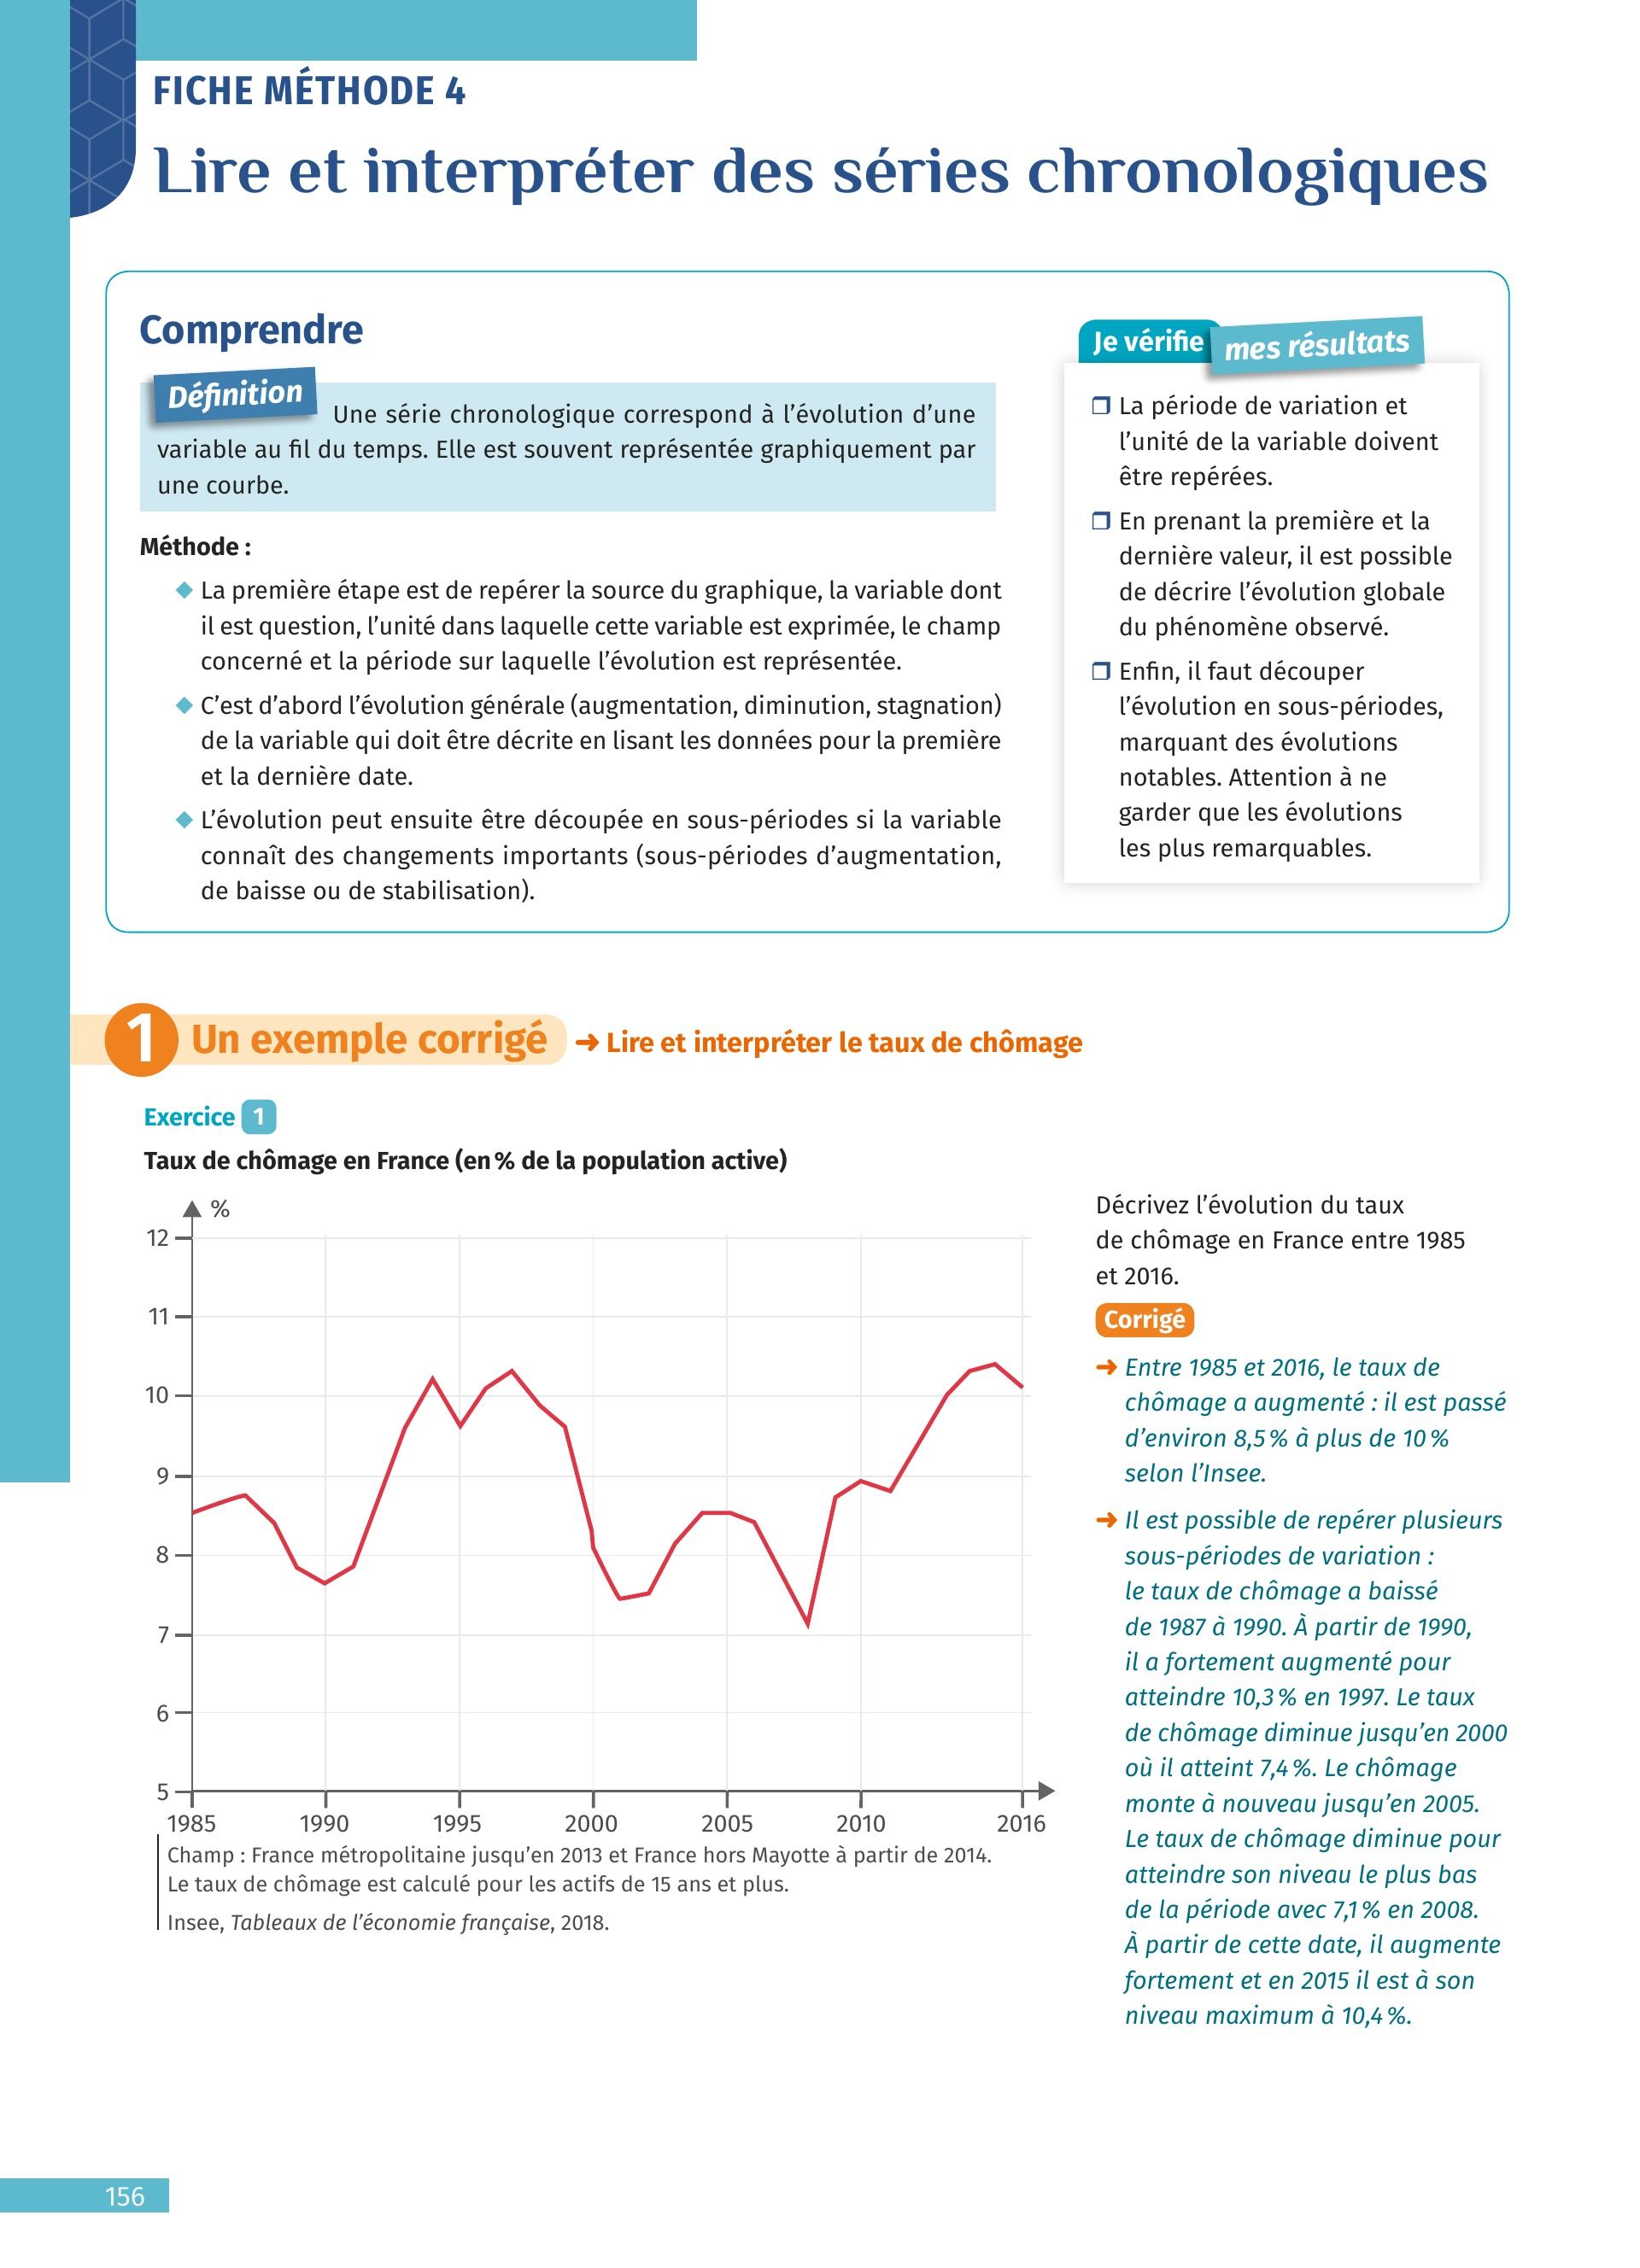 FICHE MÉTHODE 4
Lire et interpréter des séries chronologiques
Comprendre
Définition
Une série chronologique correspond à l’évolution d’une
variable au fil du temps. Elle est souvent représentée graphiquement par
une courbe.
Méthode :
◆ La première étape est de repérer la source du graphique, la variable dont
il est question, l’unité dans laquelle cette variable est exprimée, le champ
concerné et la période sur laquelle l’évolution est représentée.
◆ C’est d’abord l’évolution générale (augmentation, diminution, stagnation)
de la variable qui doit être décrite en lisant les données pour la première
et la dernière date.
◆ L’évolution peut ensuite être découpée en sous-périodes si la variable
connaît des changements importants (sous-périodes d’augmentation,
de baisse ou de stabilisation).
Je vérifie mes résultats
❒ La période de variation et
l’unité de la variable doivent
être repérées.
❒ En prenant la première et la
dernière valeur, il est possible
de décrire l’évolution globale
du phénomène observé.
❒ Enfin, il faut découper
l’évolution en sous-périodes,
marquant des évolutions
notables. Attention à ne
garder que les évolutions
les plus remarquables.
1 Un exemple corrigé ➜ Lire et interpréter le taux de chômage
Exercice 1
Taux de chômage en France (en % de la population active)
%
12
11
10
9
8
7
6
5
1985 1990 1995 2000 2005 2010 2016
Champ : France métropolitaine jusqu’en 2013 et France hors Mayotte à partir de 2014.
Le taux de chômage est calculé pour les actifs de 15 ans et plus.
Insee, Tableaux de l’économie française, 2018.
Décrivez l’évolution du taux
de chômage en France entre 1985
et 2016.
Corrigé
➜ Entre 1985 et 2016, le taux de
chômage a augmenté : il est passé
d’environ 8,5 % à plus de 10 %
selon l’Insee.
➜ Il est possible de repérer plusieurs
sous-périodes de variation :
le taux de chômage a baissé
de 1987 à 1990. À partir de 1990,
il a fortement augmenté pour
atteindre 10,3 % en 1997. Le taux
de chômage diminue jusqu’en 2000
où il atteint 7,4 %. Le chômage
monte à nouveau jusqu’en 2005.
Le taux de chômage diminue pour
atteindre son niveau le plus bas
de la période avec 7,1 % en 2008.
À partir de cette date, il augmente
fortement et en 2015 il est à son
niveau maximum à 10,4 %.
156